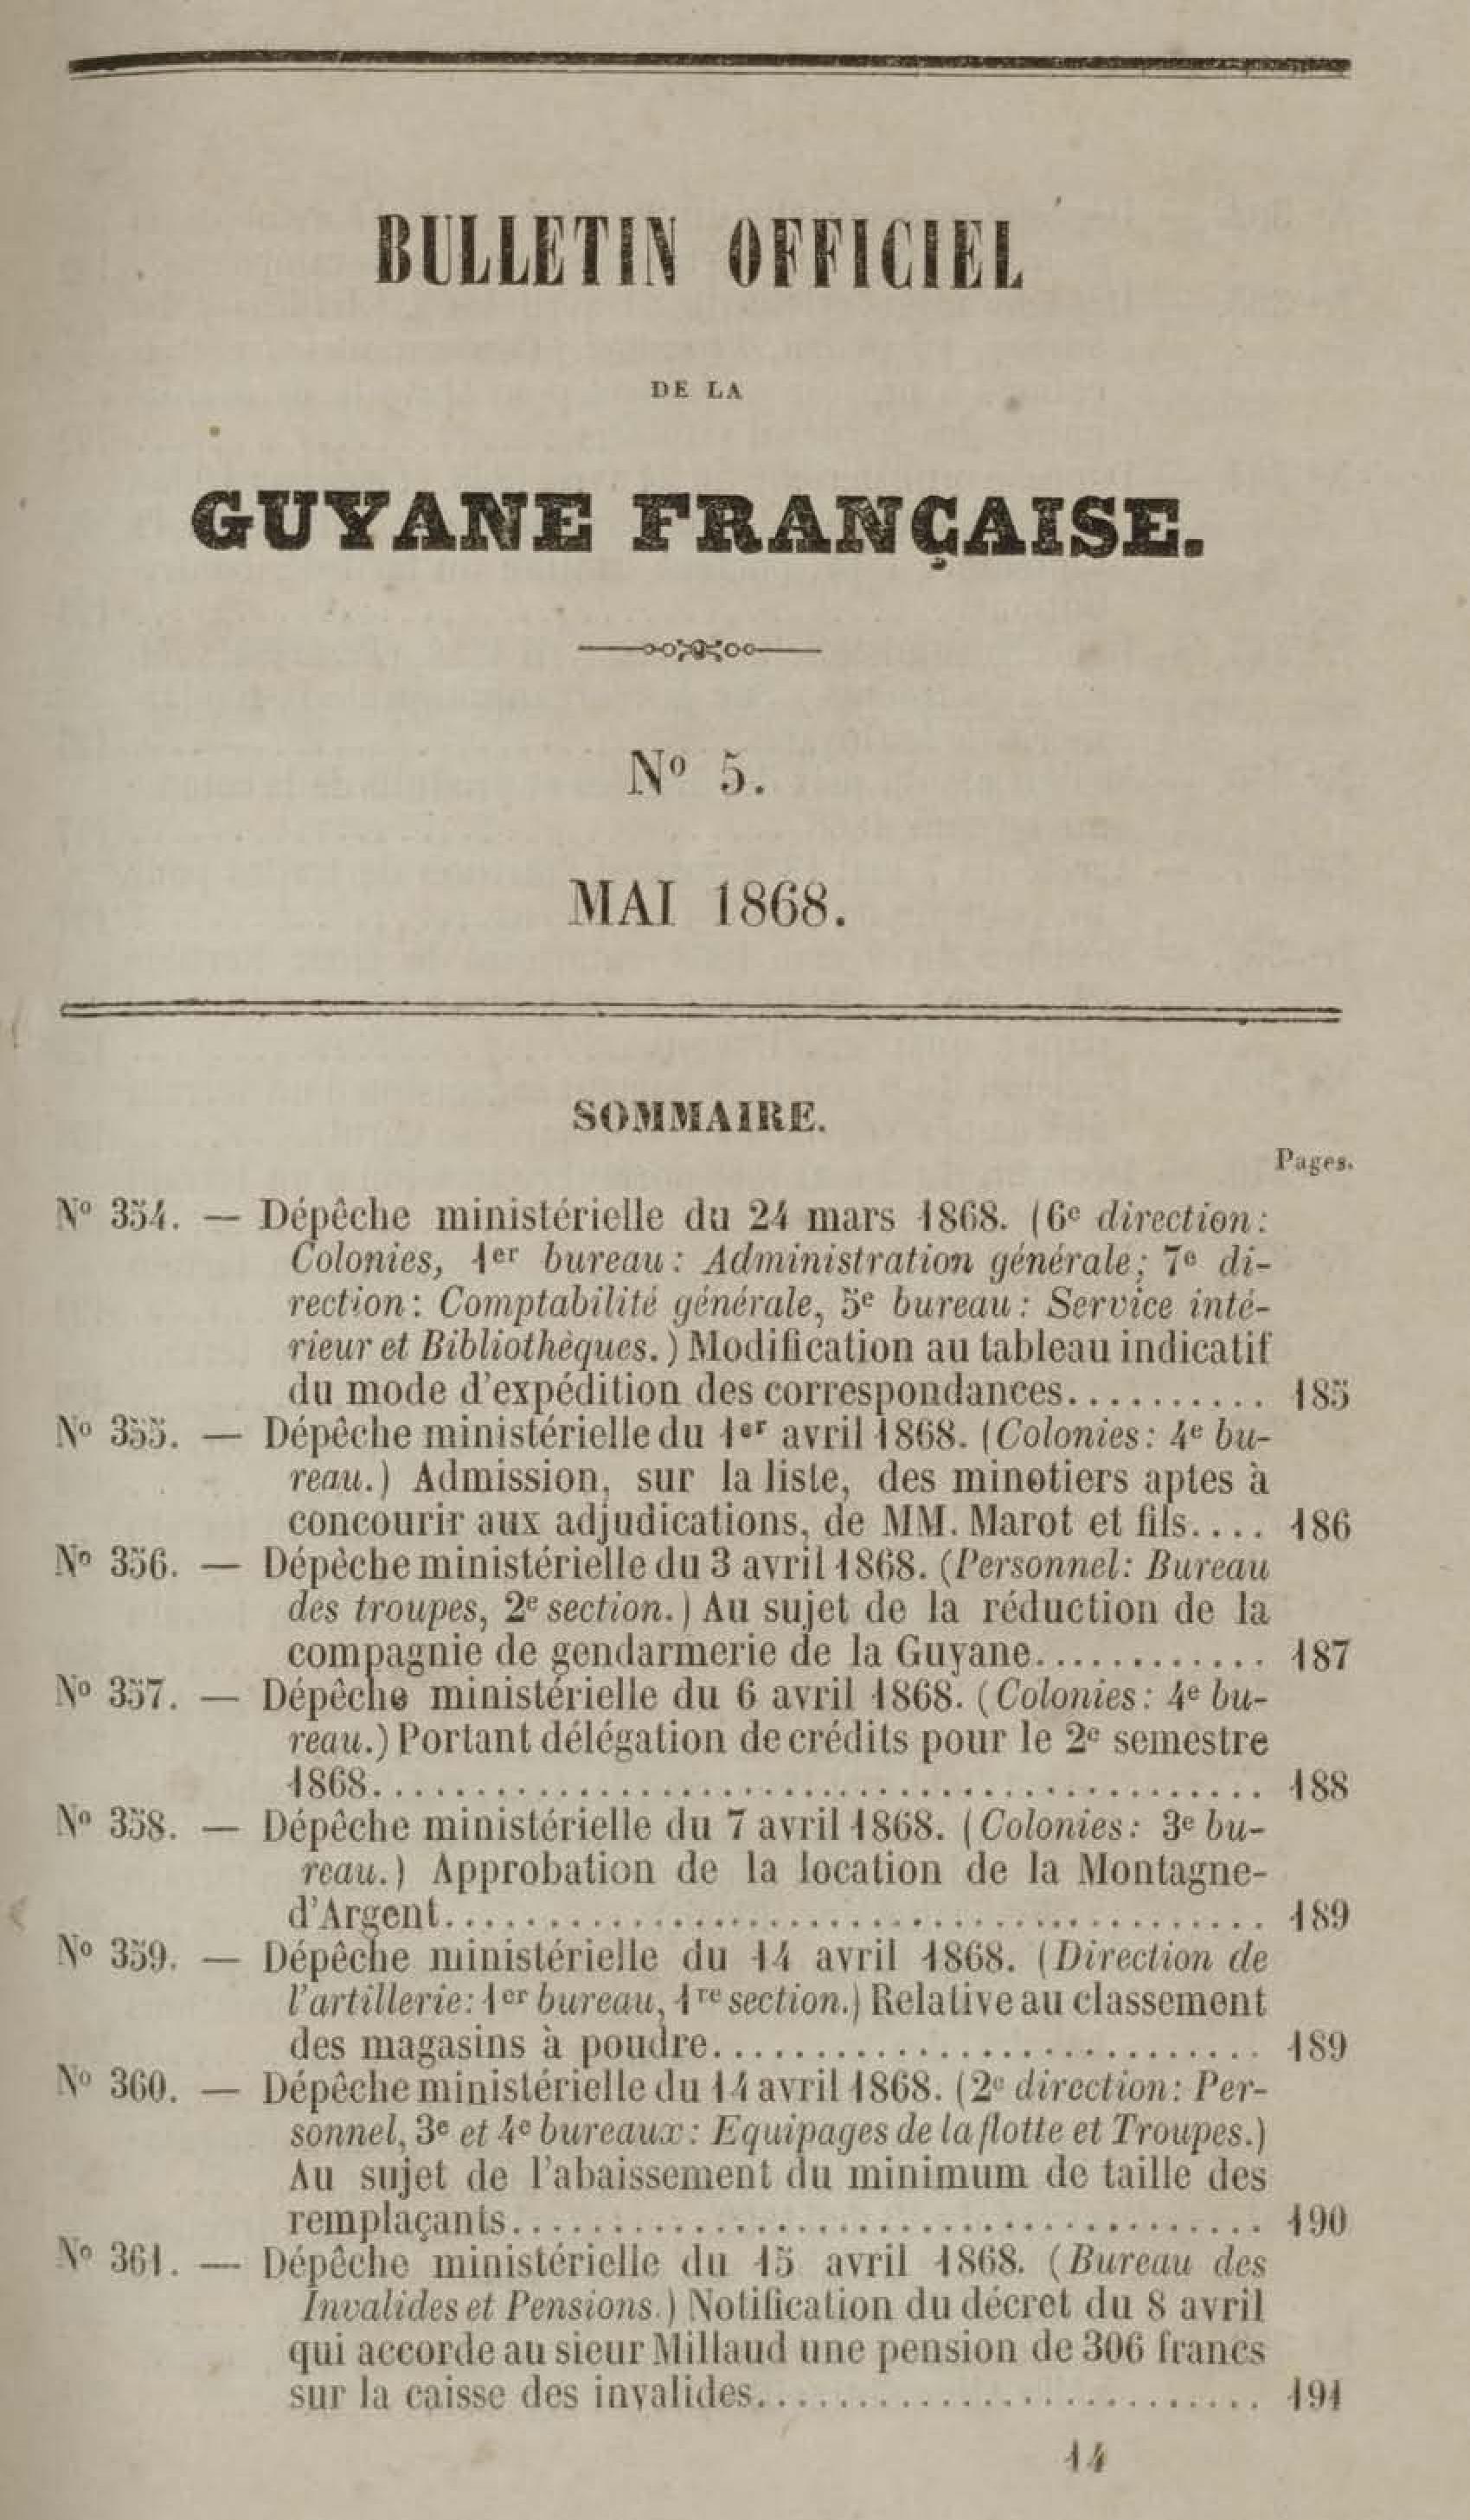 BULLETIN OFFICIEL
DE LA
GUYANE FRANÇAISE.
Nº 5.
MAI 1868.
SOMMAIRE.
Pages.
Nº 354. — Dépêche ministérielle du 24 mars 1868. (6e direction:
Colonies, 1er bureau: Administration générale; 7e di-
rection: Comptabilité générale, 5e bureau: Service inté-
rieur et Bibliothèques.) Modification au tableau indicatif
du mode d'expédition des correspondances.......... 185
Nº 355. — Dépêche ministérielle du 1er avril 1868. (Colonies: 4e bu-
reau.) Admission, sur la liste, des minotiers aptes à
concourir aux adjudications, de MM. Marot et fils.... 186
Nº 356. — Dépêche ministérielle du 3 avril 1868. (Personnel: Bureau
des troupes, 2e section.) Au sujet de la réduction de la
compagnie de gendarmerie de la Guyane............ 187
Nº 357. — Dépêche ministérielle du 6 avril 1868. (Colonies: 4e bu-
reau.) Portant délégation de crédits pour le 2e semestre
1868............................................ 188
Nº 358. — Dépêche ministérielle du 7 avril 1868. (Colonies: 3e bu-
reau.) Approbation de la location de la Montagne-
d'Argent........................................ 189
Nº 359. — Dépêche ministérielle du 14 avril 1868. (Direction de
l'artillerie: 1er bureau, 1re section.) Relative au classement
des magasins à poudre........................... 189
Nº 360. — Dépêche ministérielle du 14 avril 1868. (2e direction: Per-
sonnel, 3e et 4e bureaux: Equipages de la flotte et Troupes.)
Au sujet de l'abaissement du minimum de taille des
remplaçants..................................... 190
Nº 361. — Dépêche ministérielle du 15 avril 1868. (Bureau des
Invalides et Pensions.) Notification du décret du 8 avril
qui accorde au sieur Millaud une pension de 306 francs
sur la caisse des invalides......................... 191
14